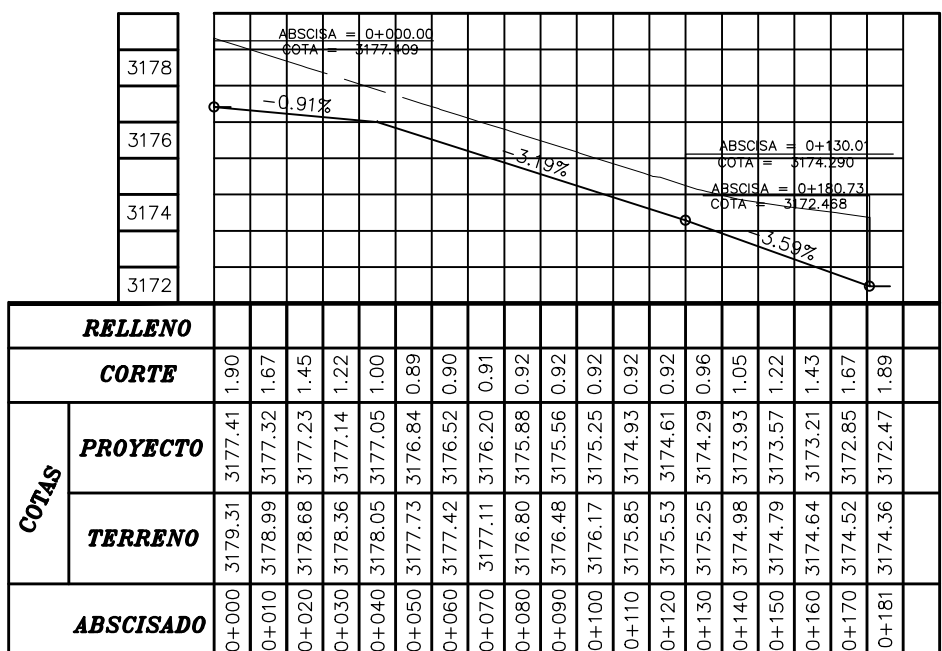 ABSCISA = 0+000.00
COTA = 3177.409
3178
-0.91%
3176
-3.19%
ABSCISA = 0+130.01
COTA = 3174.290
ABSCISA = 0+180.73
COTA = 3172.468
3174
-3.59%
3172
RELLENO
CORTE 1.90 1.67 1.45 1.22 1.00 0.89 0.90 0.91 0.92 0.92 0.92 0.92 0.92 0.96 1.05 1.22 1.43 1.67 1.89
COTAS
PROYECTO 3177.41 3177.32 3177.23 3177.14 3177.05 3176.84 3176.52 3176.20 3175.88 3175.56 3175.25 3174.93 3174.61 3174.29 3173.93 3173.57 3173.21 3172.85 3172.47
TERRENO 3179.31 3178.99 3178.68 3178.36 3178.05 3177.73 3177.42 3177.11 3176.80 3176.48 3176.17 3175.85 3175.53 3175.25 3174.98 3174.79 3174.64 3174.52 3174.36
ABSCISADO 0+000 0+010 0+020 0+030 0+040 0+050 0+060 0+070 0+080 0+090 0+100 0+110 0+120 0+130 0+140 0+150 0+160 0+170 0+181